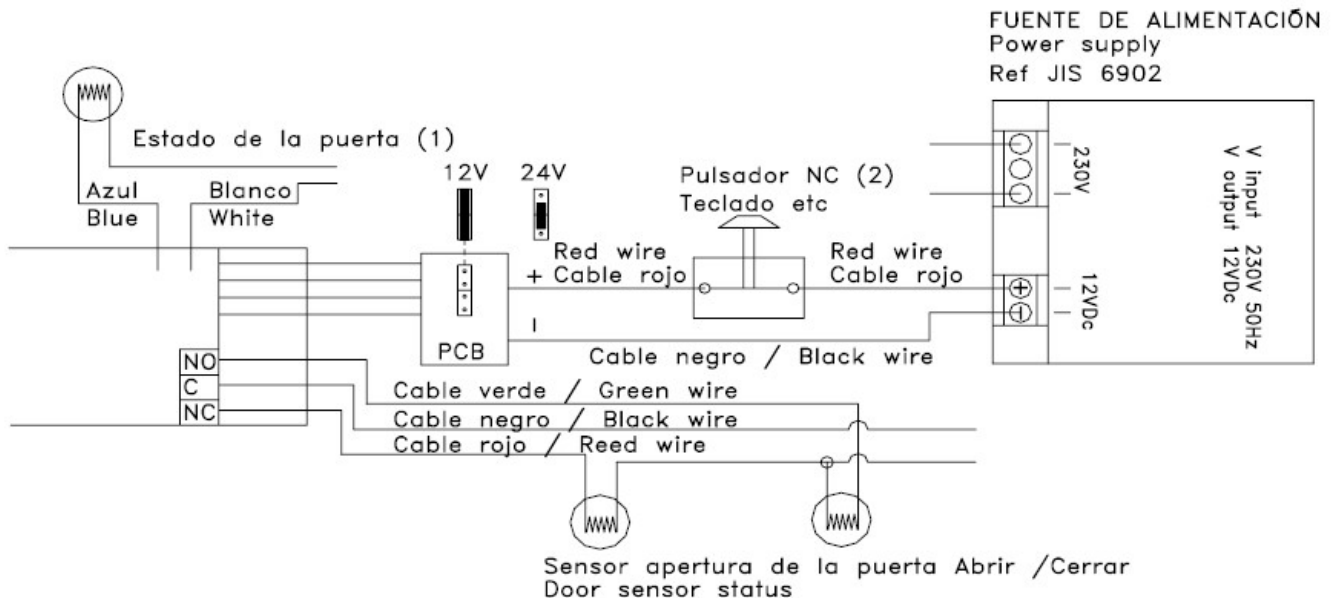 FUENTE DE ALIMENTACIÓN
Power supply
Ref JIS 6902
Estado de la puerta (1)
12V
24V
Pulsador NC (2)
Teclado etc
Azul
Blue
Blanco
White
Red wire
Cable rojo
Red wire
Cable rojo
+
-
230V
12VDc
V input 230V 50Hz
V output 12VDc
PCB
Cable negro / Black wire
NO
C
NC
Cable verde / Green wire
Cable negro / Black wire
Cable rojo / Reed wire
Sensor apertura de la puerta Abrir /Cerrar
Door sensor status